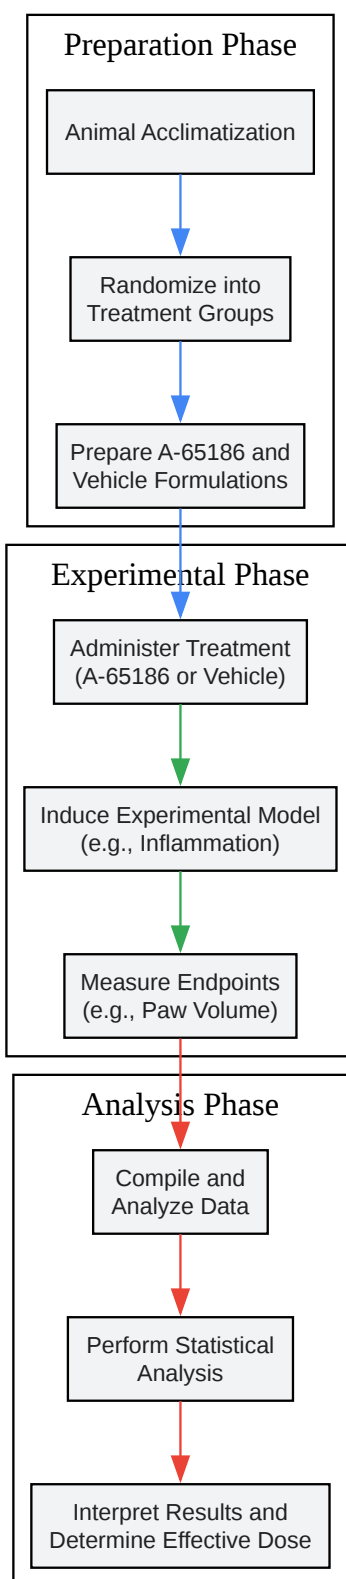 Preparation Phase
Animal Acclimatization
Randomize into
Treatment Groups
Prepare A-65186 and
Vehicle Formulations
Experimental Phase
Administer Treatment
(A-65186 or Vehicle)
Induce Experimental Model
(e.g., Inflammation)
Measure Endpoints
(e.g., Paw Volume)
Analysis Phase
Compile and
Analyze Data
Perform Statistical
Analysis
Interpret Results and
Determine Effective Dose